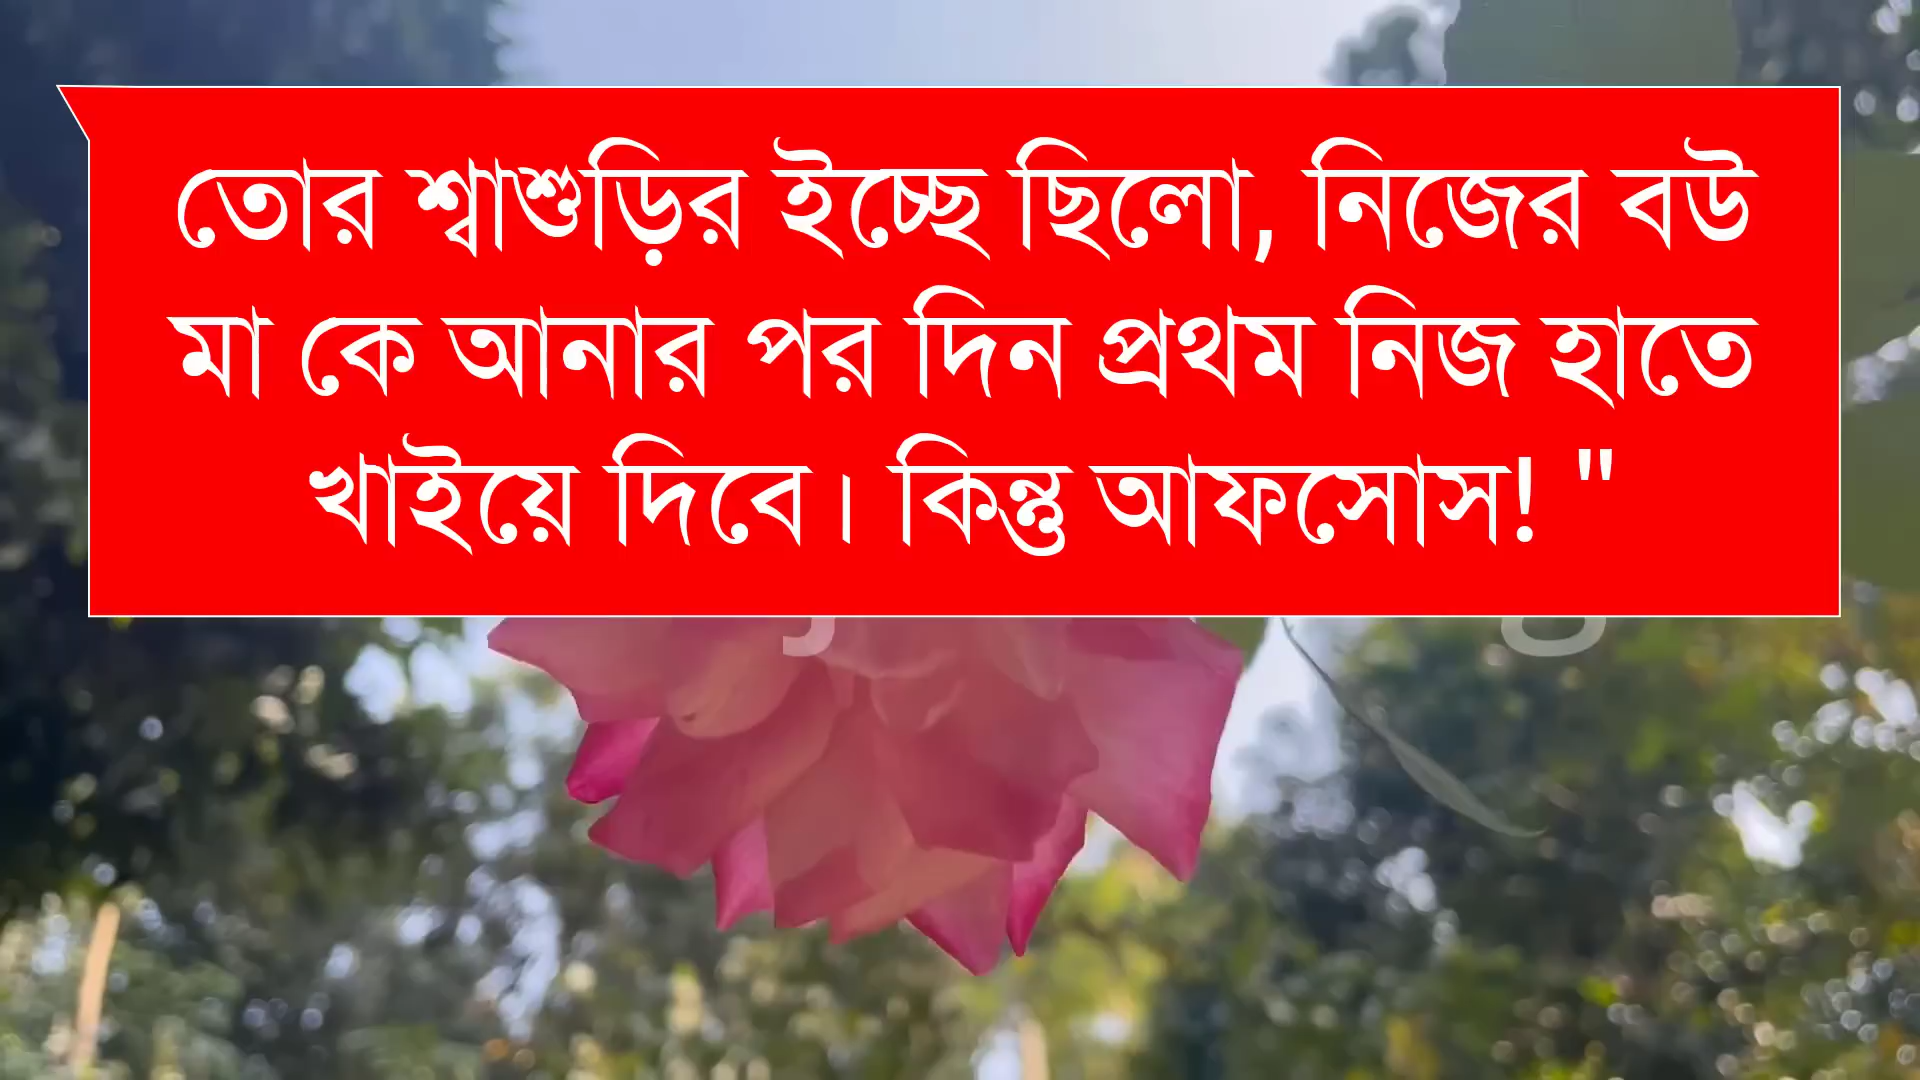 তোর শ্বাশুড়ির ইচ্ছে ছিলো, নিজের বউ
মা কে আনার পর দিন প্রথম নিজ হাতে
খাইয়ে দিবে। কিন্তু আফসোস! "